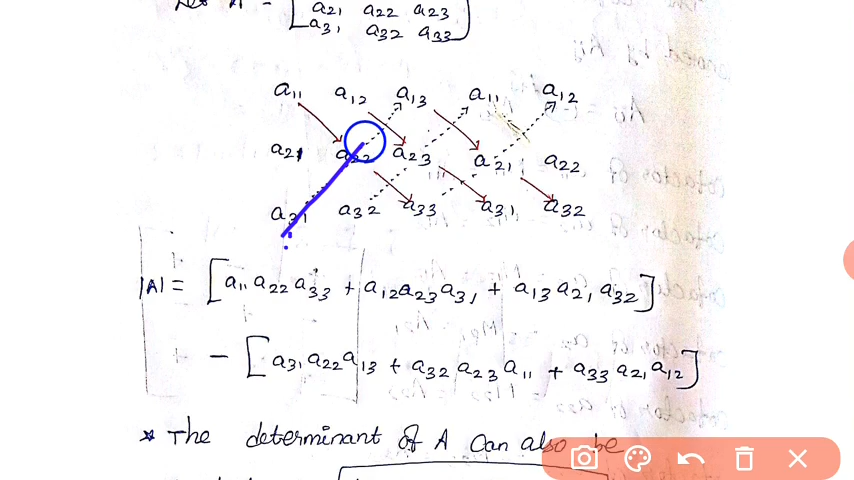 a21 a22 a23
a31 a32 a33
a11 a12 a13 a11 a12
a21 a22 a23 a21 a22
a31 a32 a33 a31 a32
|A| = [a11 a22 a33 + a12 a23 a31 + a13 a21 a32]
- [a31 a22 a13 + a32 a23 a11 + a33 a21 a12]
* The determinant of A Can also be